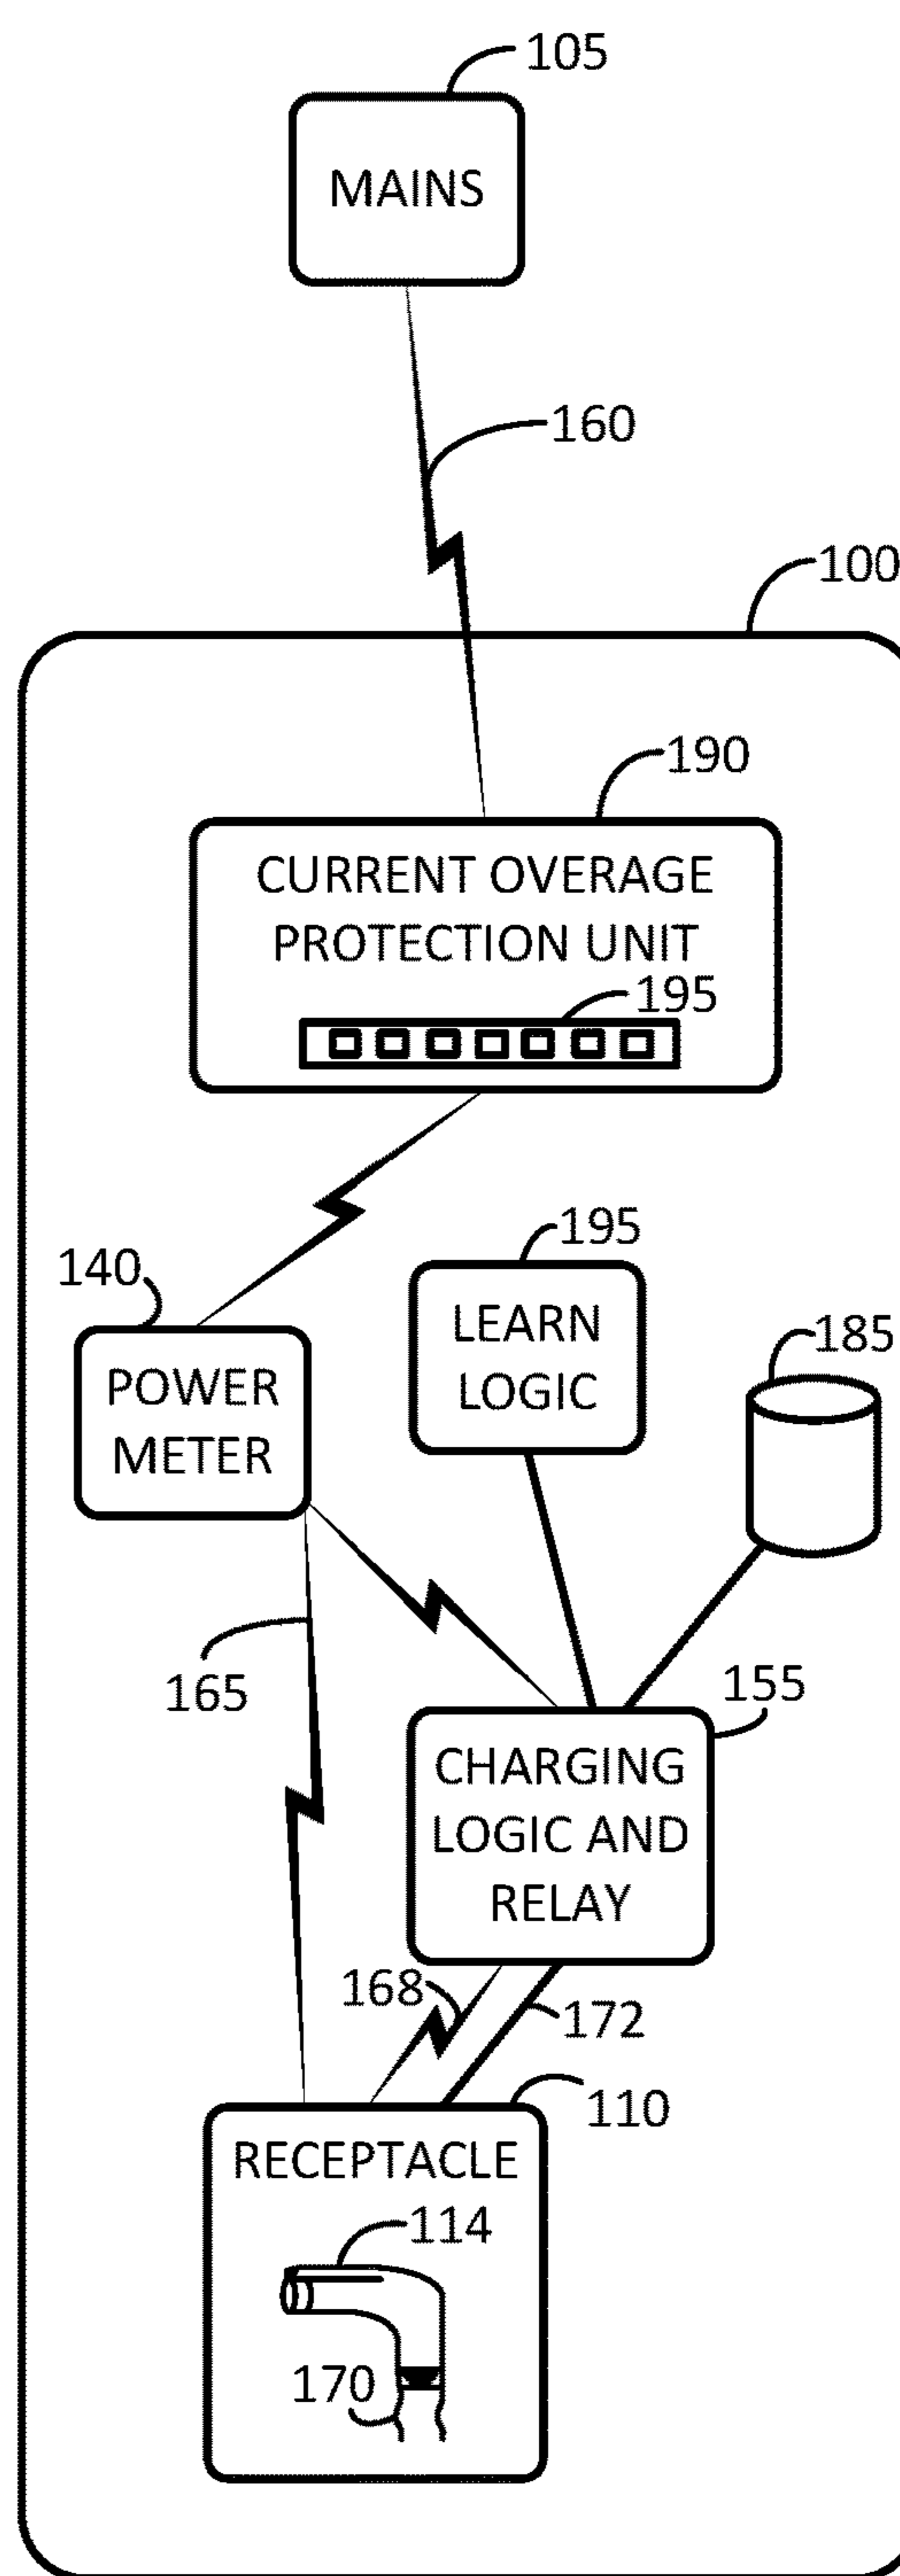 105
MAINS
160
100
190
CURRENT OVERAGE
PROTECTION UNIT
195
140
195
LEARN
LOGIC
185
POWER
METER
165
155
CHARGING
LOGIC AND
RELAY
168
172
110
RECEPTACLE
114
170